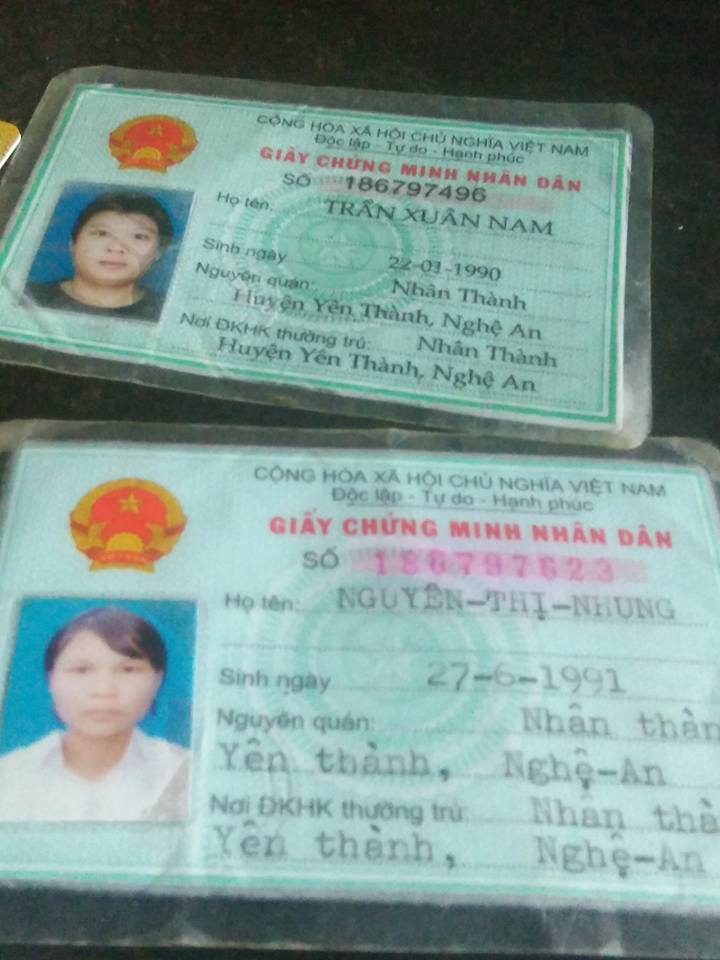 CỘNG HÒA XÃ HỘI CHỦ NGHĨA VIỆT NAM
Độc lập - Tự do - Hạnh phúc
GIẤY CHỨNG MINH NHÂN DÂN
SỐ 186797496
Họ tên: TRẦN XUÂN NAM
Sinh ngày 22-01-1990
Nguyên quán: Nhân Thành
Huyện Yên Thành, Nghệ An
Nơi ĐKHK thường trú: Nhân Thành
Huyện Yên Thành, Nghệ An
CỘNG HÒA XÃ HỘI CHỦ NGHĨA VIỆT NAM
Độc lập - Tự do - Hạnh phúc
GIẤY CHỨNG MINH NHÂN DÂN
SỐ 186797623
Họ tên: NGUYỄN-THỊ-NHUNG
Sinh ngày 27-6-1991
Nguyên quán: Nhân thàn
Yên thành, Nghệ-An
Nơi ĐKHK thường trú: Nhân thà
Yên thành, Nghệ-An